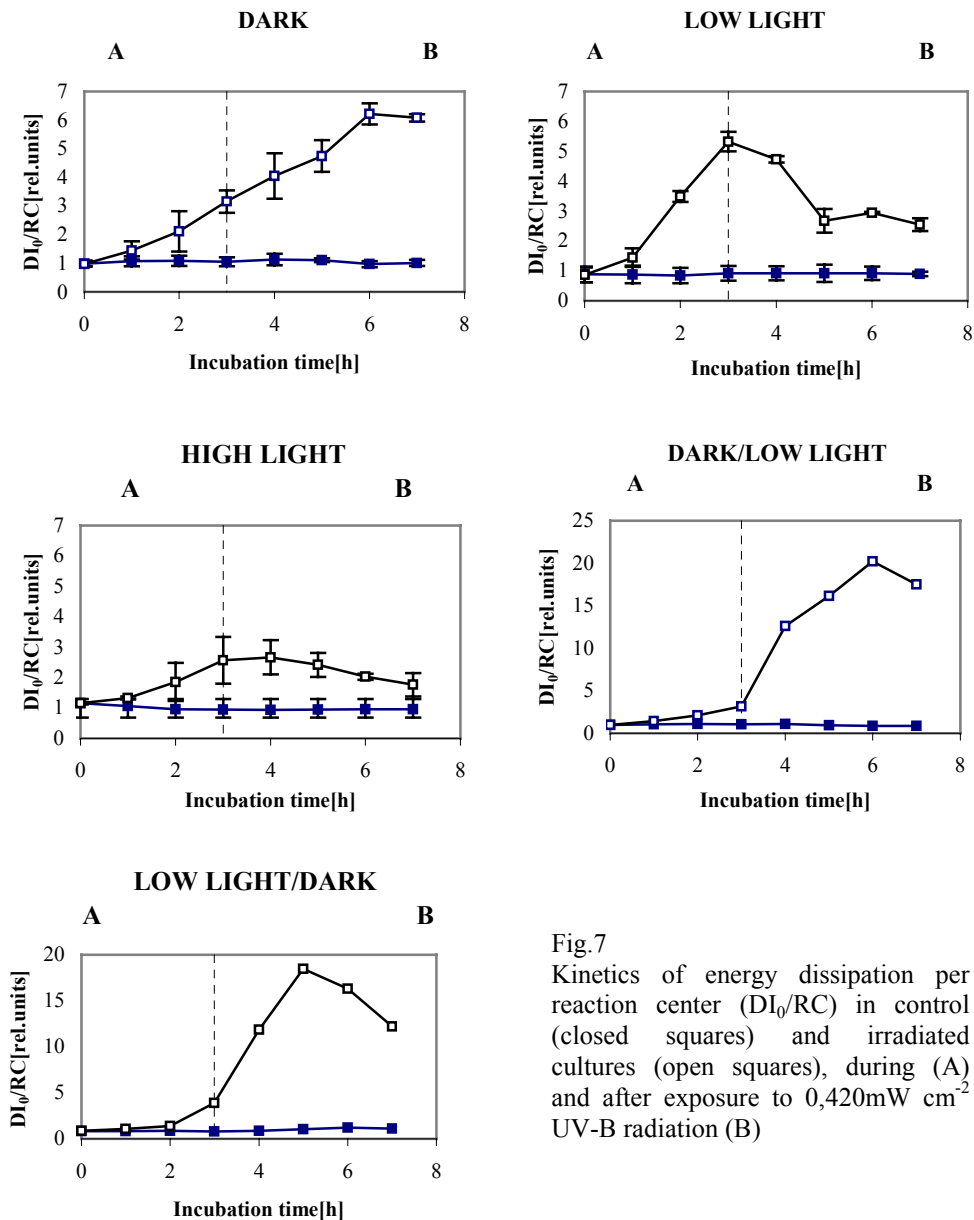 DARK
A B
7
6
5
4
3
2
1
0
DI₀/RC[rel.units]
0 2 4 6 8
Incubation time[h]
LOW LIGHT
A B
7
6
5
4
3
2
1
0
DI₀/RC[rel.units]
0 2 4 6 8
Incubation time[h]
HIGH LIGHT
A B
7
6
5
4
3
2
1
0
DI₀/RC[rel.units]
0 2 4 6 8
Incubation time[h]
DARK/LOW LIGHT
A B
25
20
15
10
5
0
DI₀/RC[rel.units]
0 2 4 6 8
Incubation time[h]
LOW LIGHT/DARK
A B
20
15
10
5
0
DI₀/RC[rel.units]
0 2 4 6 8
Incubation time[h]
Fig.7
Kinetics of energy dissipation per
reaction center (DI₀/RC) in control
(closed squares) and irradiated
cultures (open squares), during (A)
and after exposure to 0,420mW cm⁻²
UV-B radiation (B)